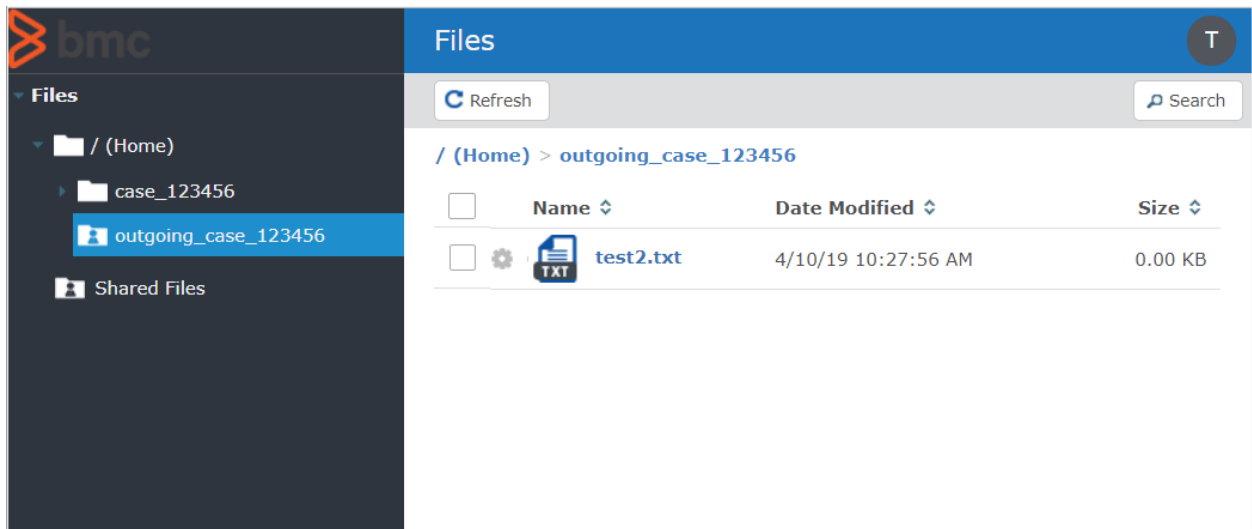 bmc
Files
T
Files
Refresh
Search
/ (Home)
/ (Home) > outgoing_case_123456
case_123456
Name Date Modified Size
outgoing_case_123456
TXT test2.txt 4/10/19 10:27:56 AM 0.00 KB
Shared Files